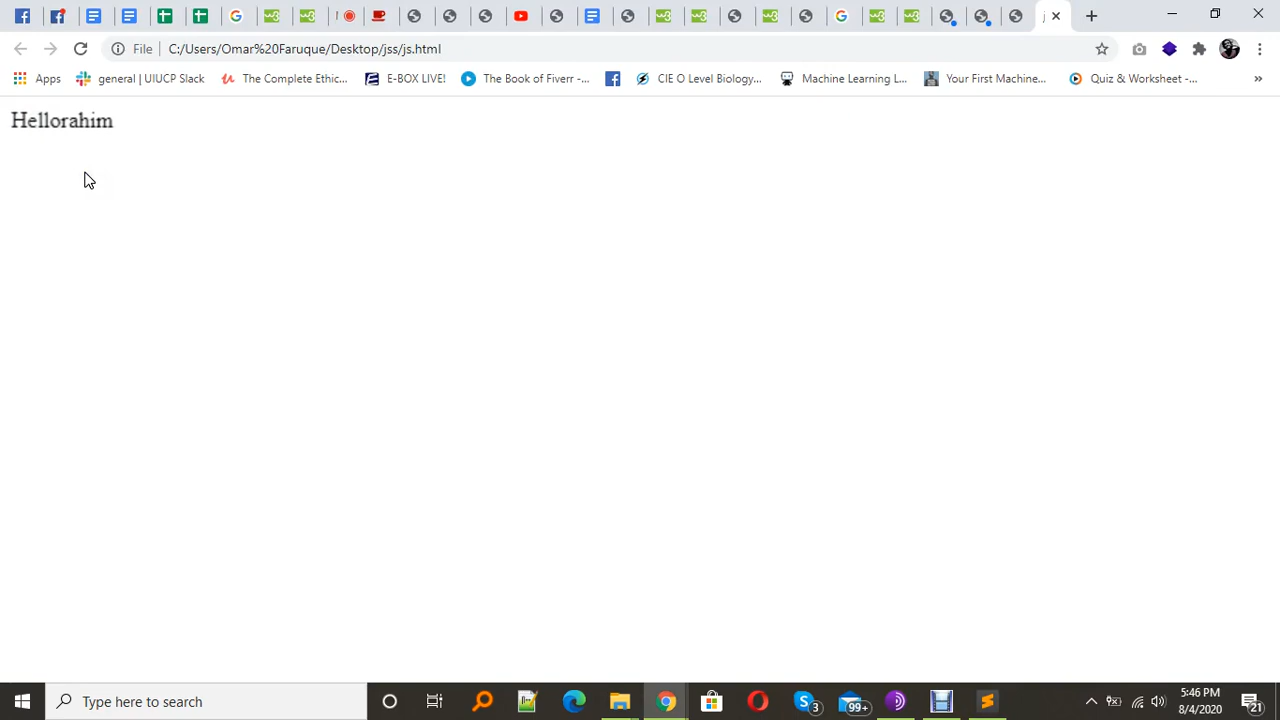 File C:/Users/Omar%20Faruque/Desktop/jss/js.html
Apps general | UIUCP Slack The Complete Ethic... E-BOX LIVE! The Book of Fiverr -... CIE O Level Biology... Machine Learning L... Your First Machine... Quiz & Worksheet -... »
Hellorahim
Type here to search
3
99+
5:46 PM
8/4/2020
21